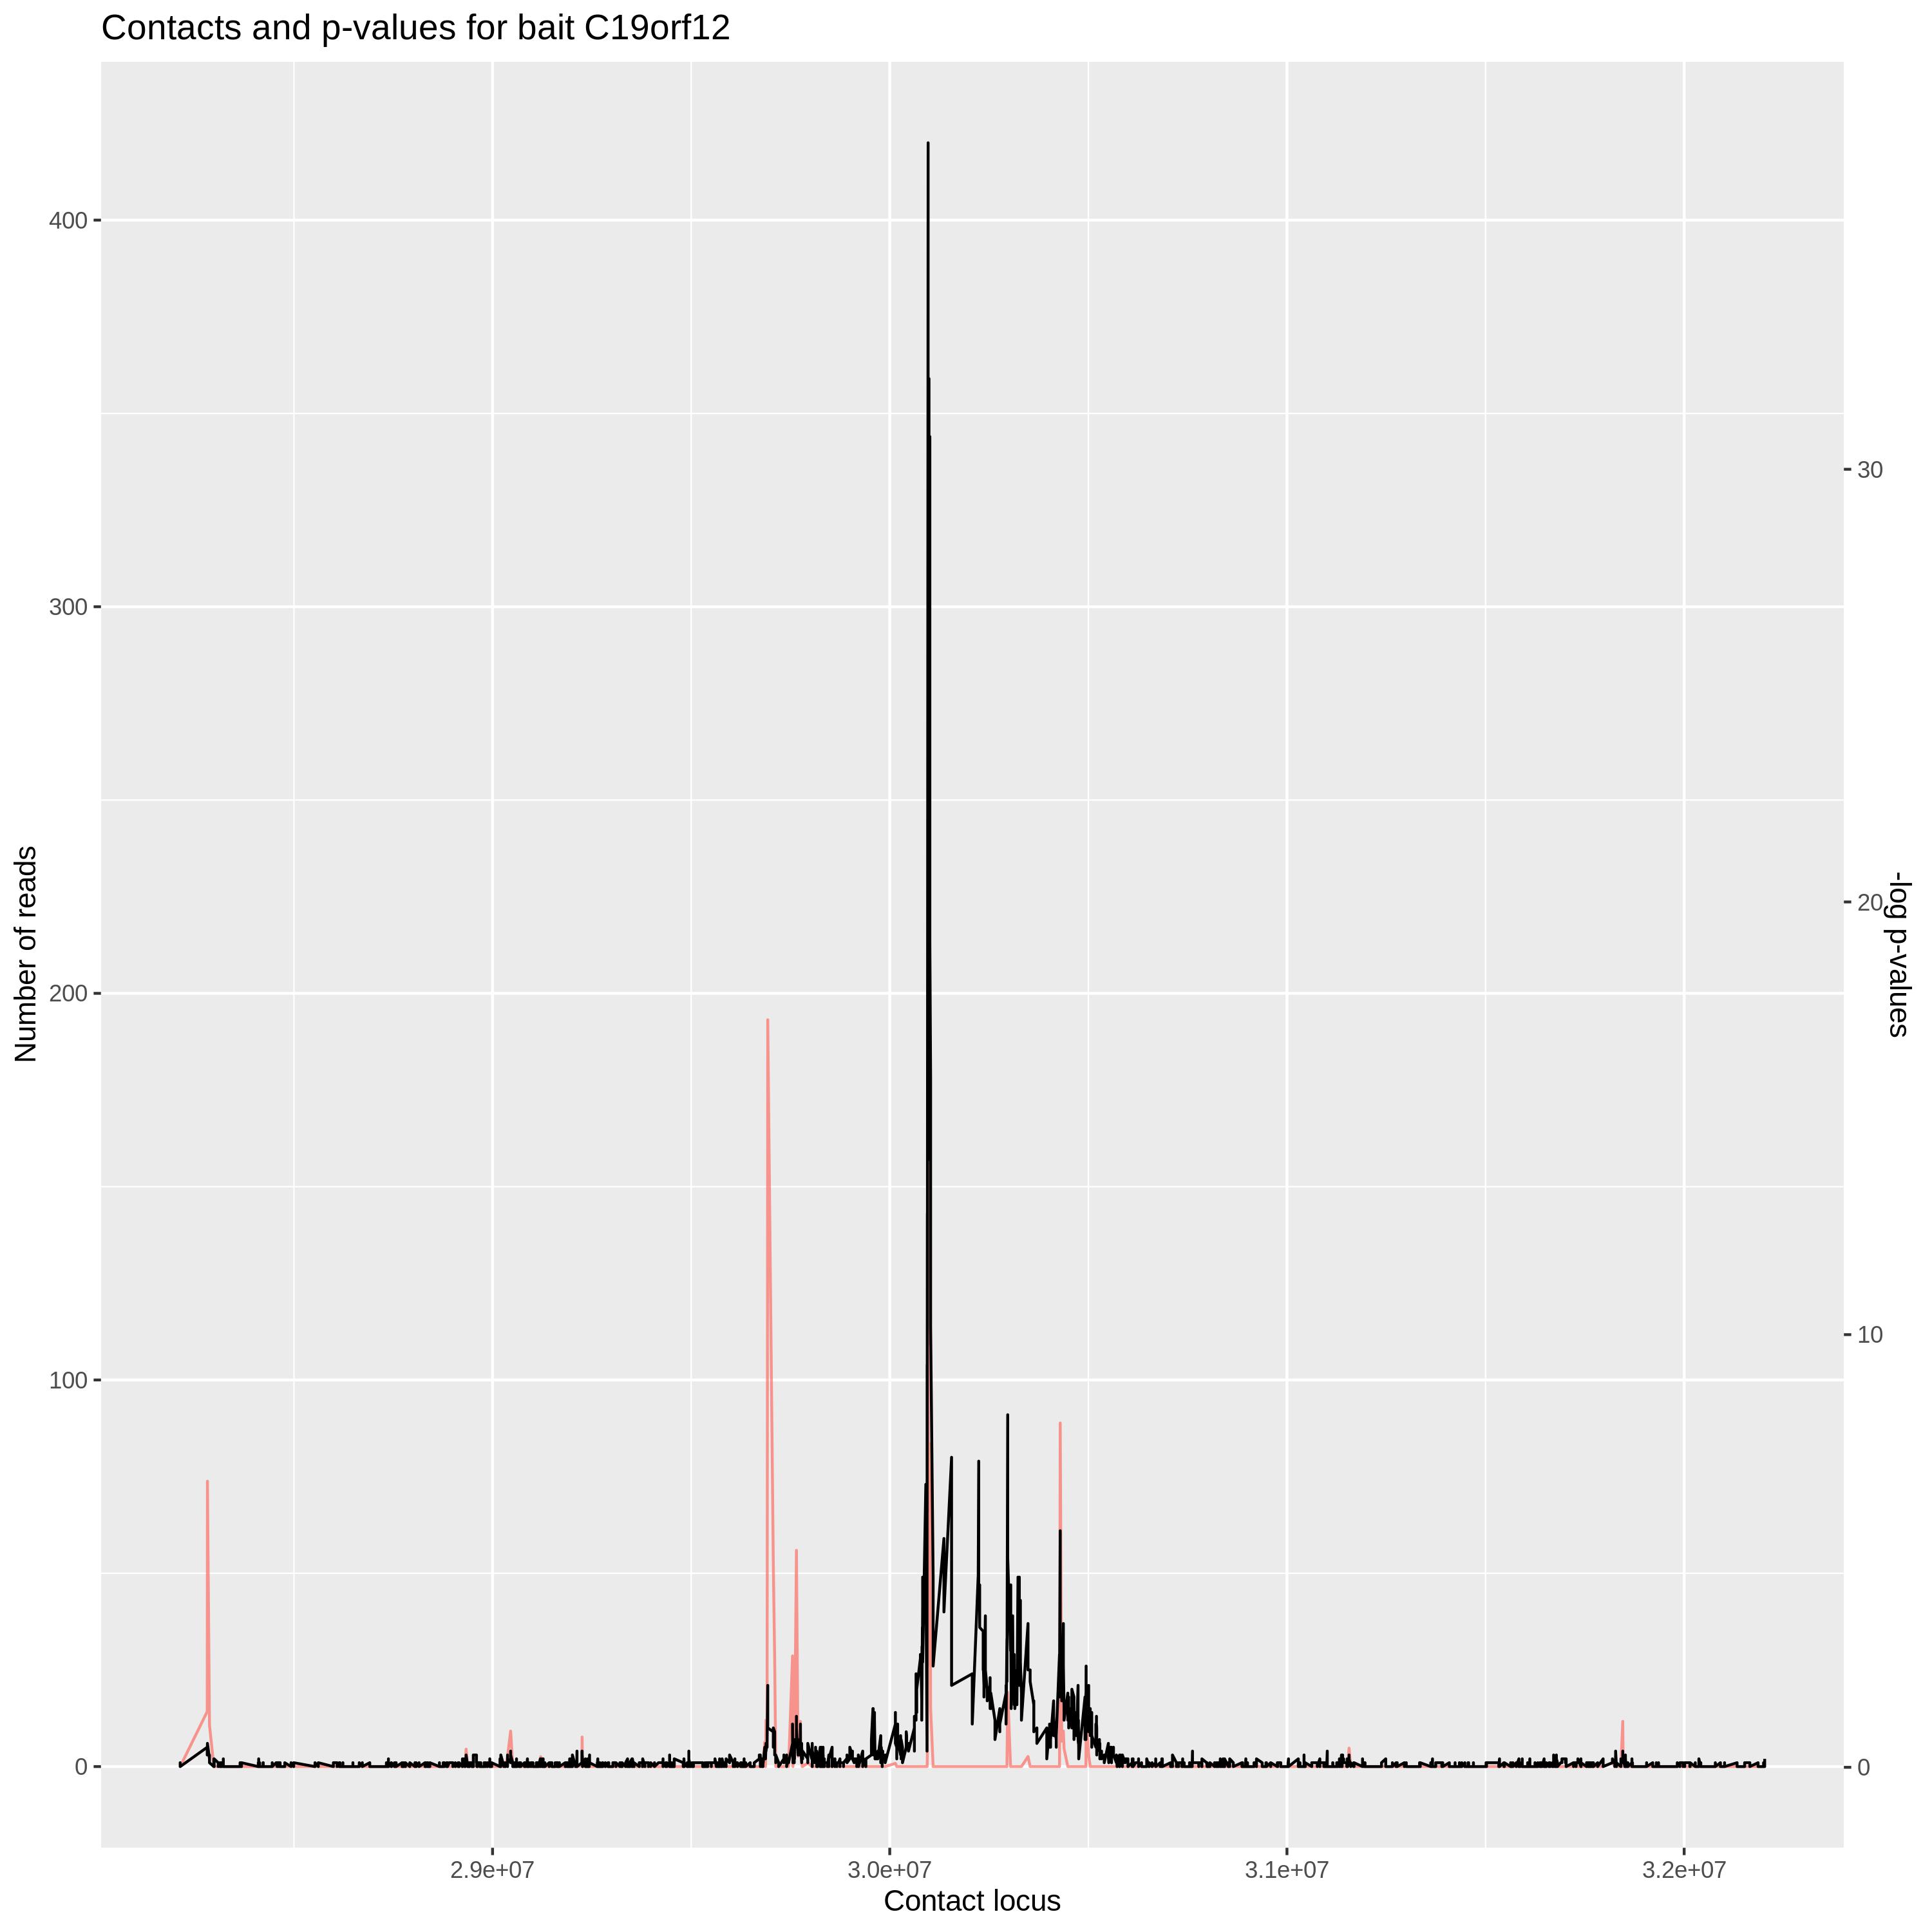 Contacts and p-values for bait C19orf12
400
300
200
100
0
Number of reads
30
20
10
0
-log p-values
2.9e+07 3.0e+07 3.1e+07 3.2e+07
Contact locus